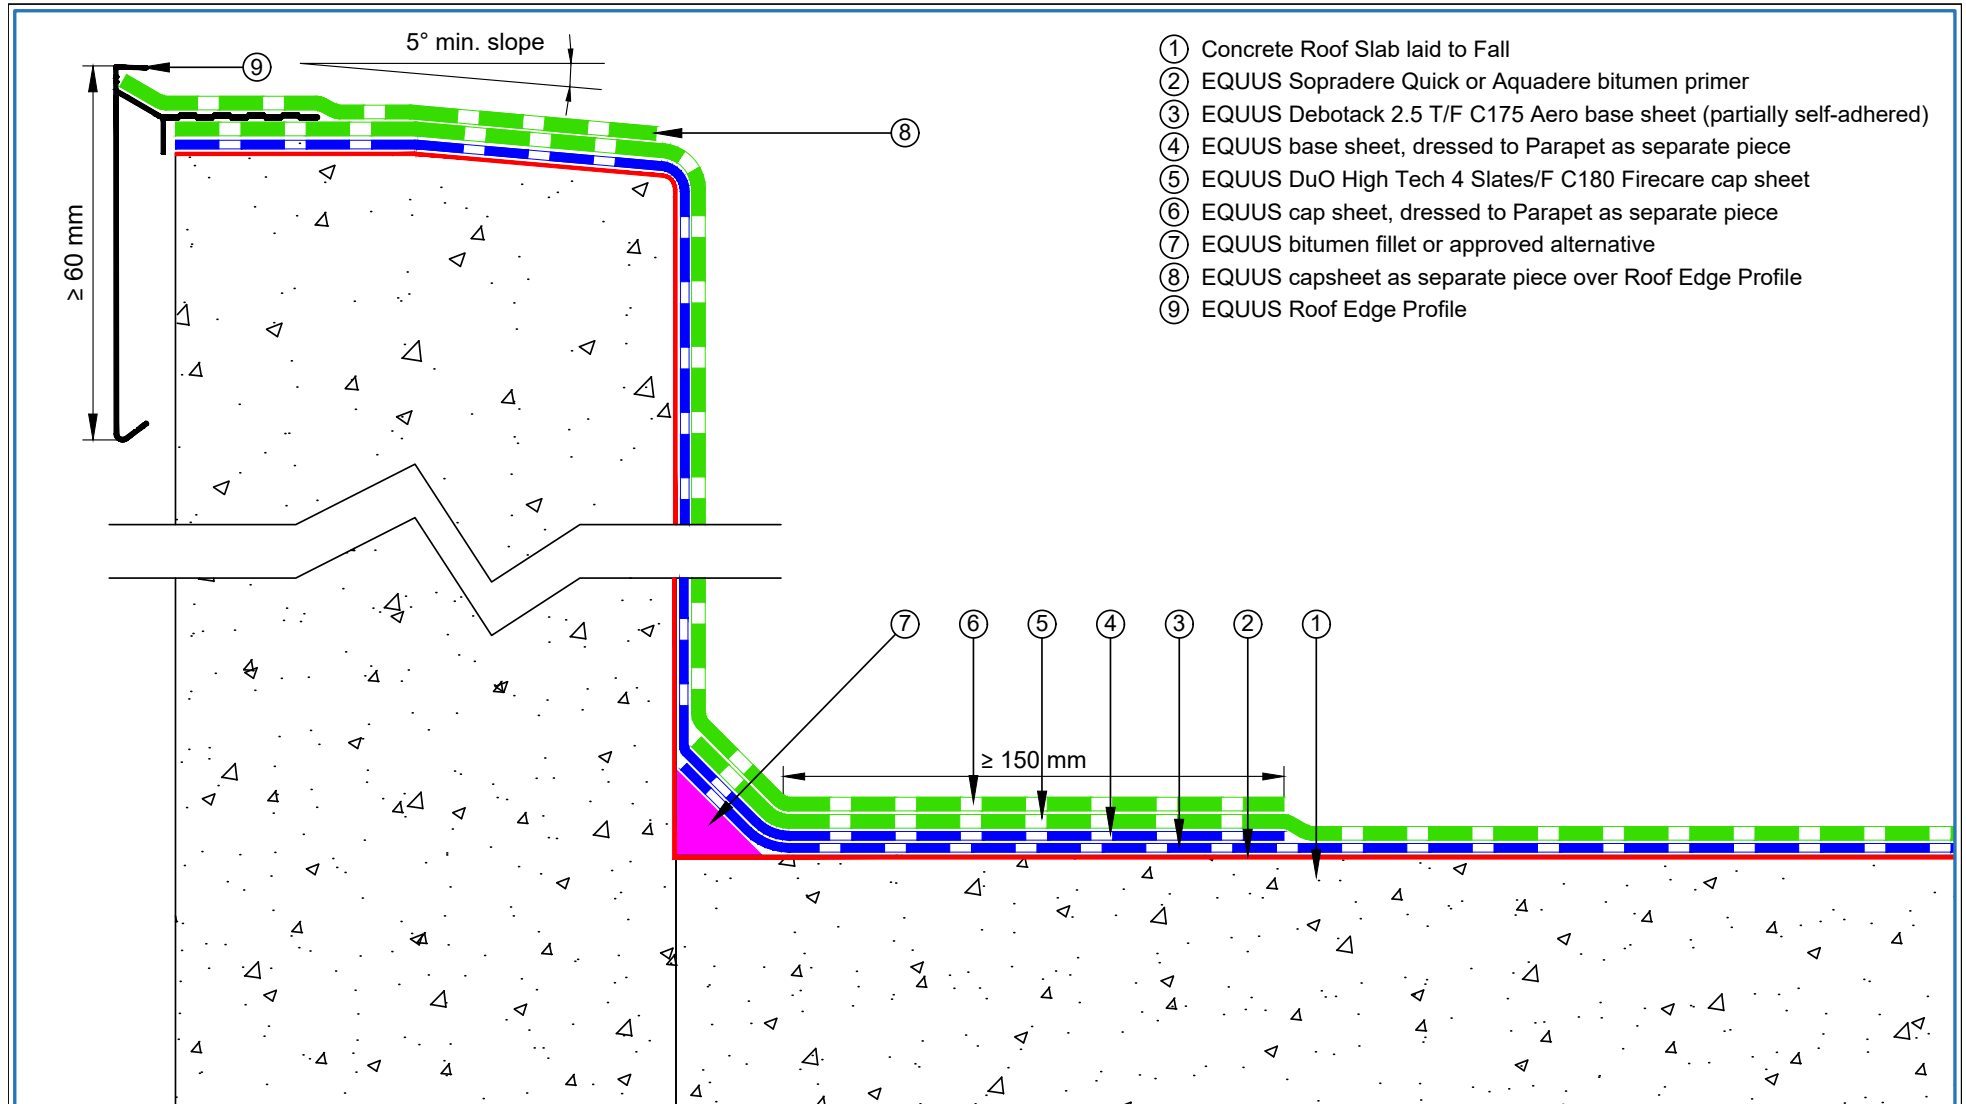 5° min. slope
9
8
≥ 60 mm
1 Concrete Roof Slab laid to Fall
2 EQUUS Sopradere Quick or Aquadere bitumen primer
3 EQUUS Debotack 2.5 T/F C175 Aero base sheet (partially self-adhered)
4 EQUUS base sheet, dressed to Parapet as separate piece
5 EQUUS DuO High Tech 4 Slates/F C180 Firecare cap sheet
6 EQUUS cap sheet, dressed to Parapet as separate piece
7 EQUUS bitumen fillet or approved alternative
8 EQUUS capsheet as separate piece over Roof Edge Profile
9 EQUUS Roof Edge Profile
7 6 5 4 3 2 1
≥ 150 mm